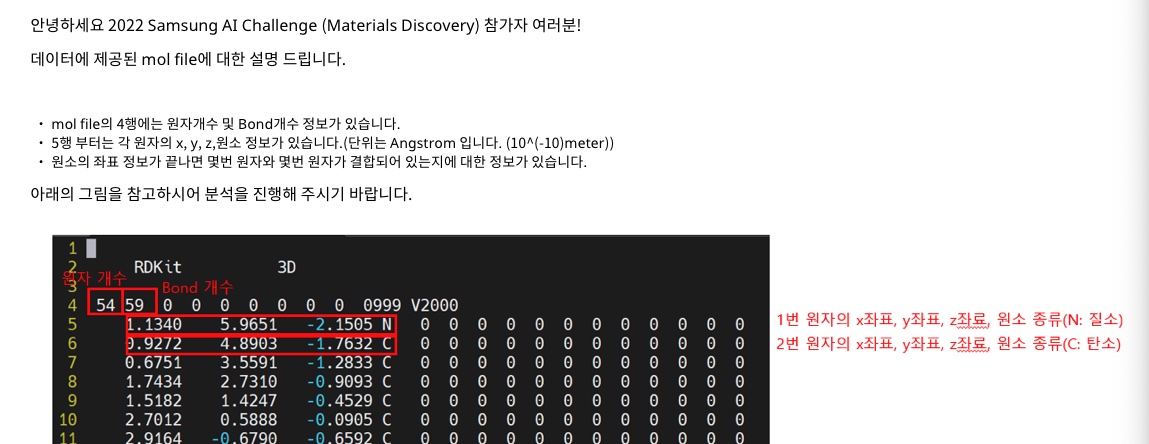 안녕하세요 2022 Samsung AI Challenge (Materials Discovery) 참가자 여러분!
데이터에 제공된 mol file에 대한 설명 드립니다.
• mol file의 4행에는 원자개수 및 Bond개수 정보가 있습니다.
• 5행 부터는 각 원자의 x, y, z,원소 정보가 있습니다.(단위는 Angstrom 입니다. (10^(-10)meter))
• 원소의 좌표 정보가 끝나면 몇번 원자와 몇번 원자가 결합되어 있는지에 대한 정보가 있습니다.
아래의 그림을 참고하시어 분석을 진행해 주시기 바랍니다.
1
2 RDKit 3D
원자 개수
3 Bond 개수
4 54 59 0 0 0 0 0 0 0 0999 V2000
5 1.1340 5.9651 -2.1505 N 0 0 0 0 0 0 0 0 0 0 0 0
1번 원자의 x좌표, y좌표, z좌료, 원소 종류(N: 질소)
6 0.9272 4.8903 -1.7632 C 0 0 0 0 0 0 0 0 0 0 0 0
2번 원자의 x좌표, y좌표, z좌료, 원소 종류(C: 탄소)
7 0.6751 3.5591 -1.2833 C 0 0 0 0 0 0 0 0 0 0 0 0
8 1.7434 2.7310 -0.9093 C 0 0 0 0 0 0 0 0 0 0 0 0
9 1.5182 1.4247 -0.4529 C 0 0 0 0 0 0 0 0 0 0 0 0
10 2.7012 0.5888 -0.0905 C 0 0 0 0 0 0 0 0 0 0 0 0
11 2.9164 -0.6790 -0.6592 C 0 0 0 0 0 0 0 0 0 0 0 0